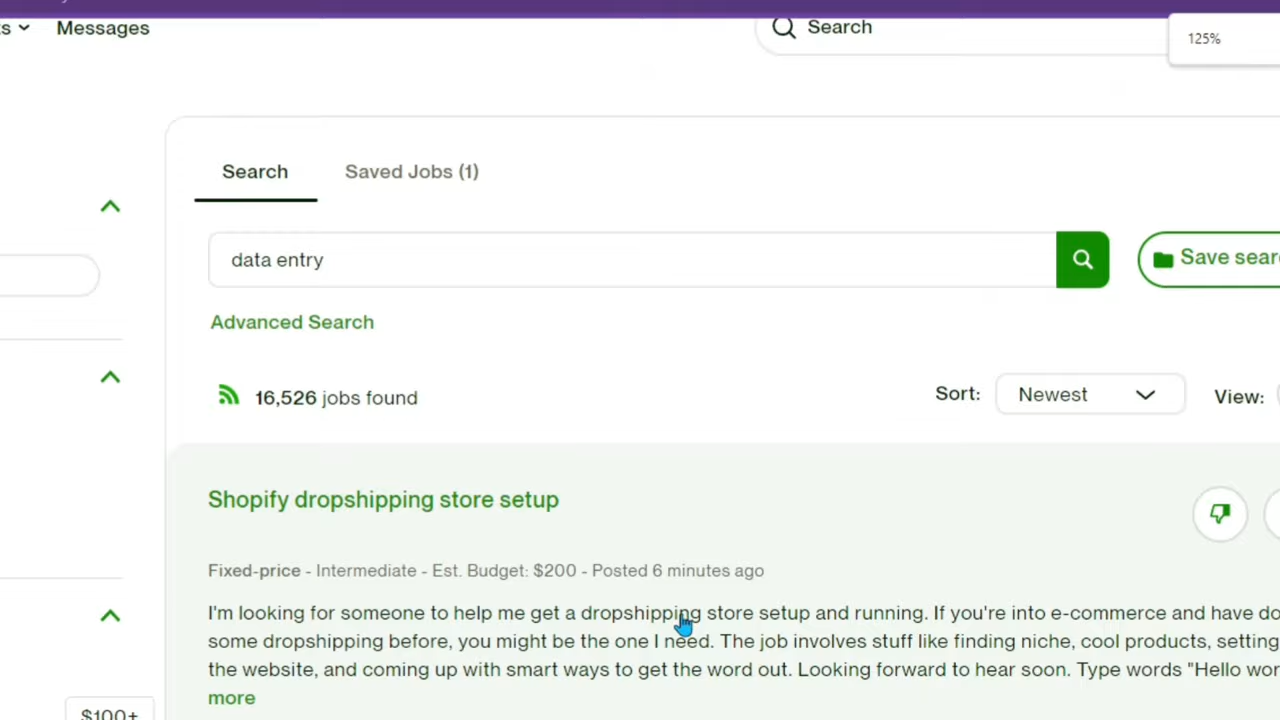 Messages
Search
125%
Search
Saved Jobs (1)
data entry
Save sear
Advanced Search
16,526 jobs found
Sort:
Newest
View:
Shopify dropshipping store setup
Fixed-price - Intermediate - Est. Budget: $200 - Posted 6 minutes ago
I'm looking for someone to help me get a dropshipping store setup and running. If you're into e-commerce and have do
some dropshipping before, you might be the one I need. The job involves stuff like finding niche, cool products, setting
the website, and coming up with smart ways to get the word out. Looking forward to hear soon. Type words "Hello wor
more
$100+